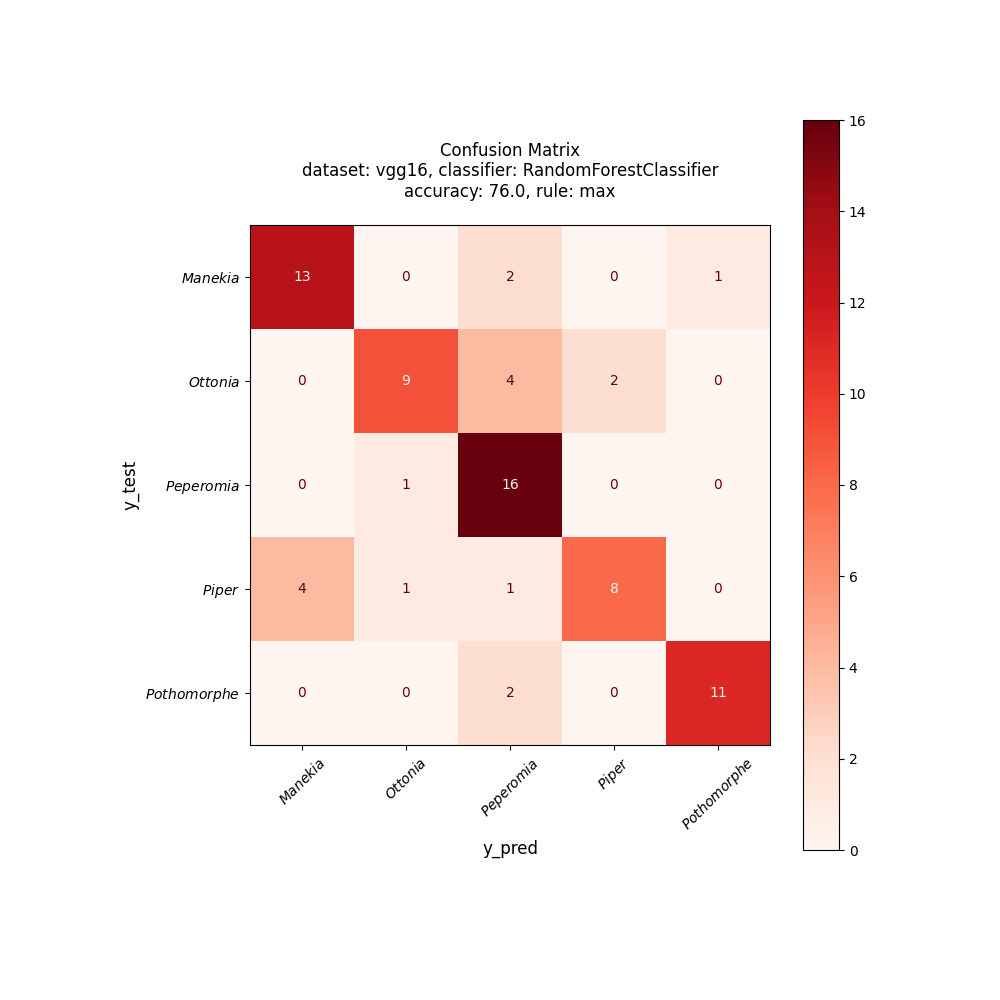 Confusion Matrix
dataset: vgg16, classifier: RandomForestClassifier
accuracy: 76.0, rule: max
Manekia 13 0 2 0 1
Ottonia 0 9 4 2 0
Peperomia 0 1 16 0 0
Piper 4 1 1 8 0
Pothomorphe 0 0 2 0 11
Manekia Ottonia Peperomia Piper Pothomorphe
y_test
y_pred
16
14
12
10
8
6
4
2
0